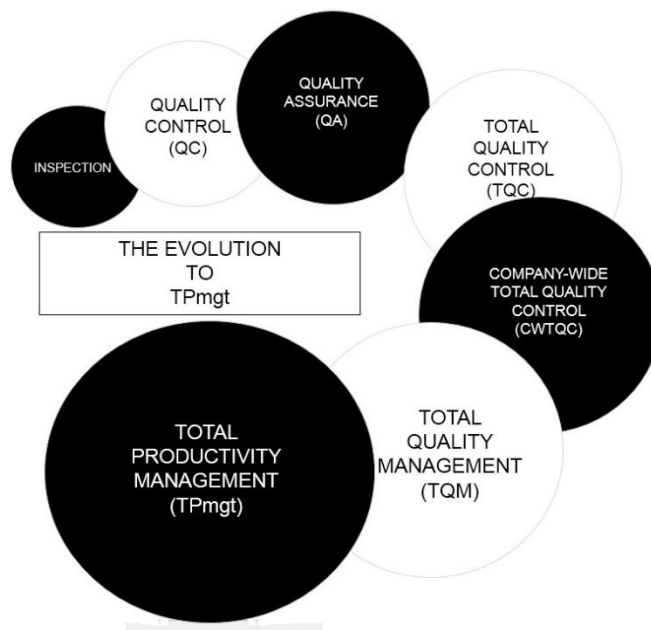 INSPECTION
QUALITY
CONTROL
(QC)
QUALITY
ASSURANCE
(QA)
TOTAL
QUALITY
CONTROL
(TQC)
COMPANY-WIDE
TOTAL QUALITY
CONTROL
(CWTQC)
TOTAL
QUALITY
MANAGEMENT
(TQM)
TOTAL
PRODUCTIVITY
MANAGEMENT
(TPmgt)
THE EVOLUTION
TO
TPmgt